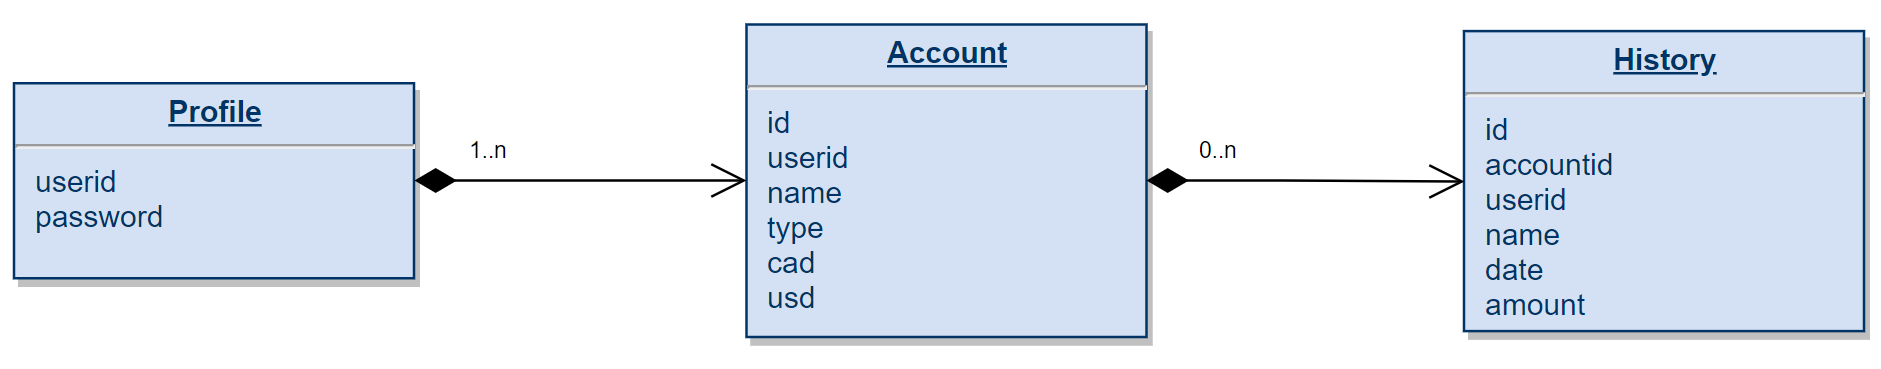 Profile
userid
password
1..n
Account
id
userid
name
type
cad
usd
0..n
History
id
accountid
userid
name
date
amount